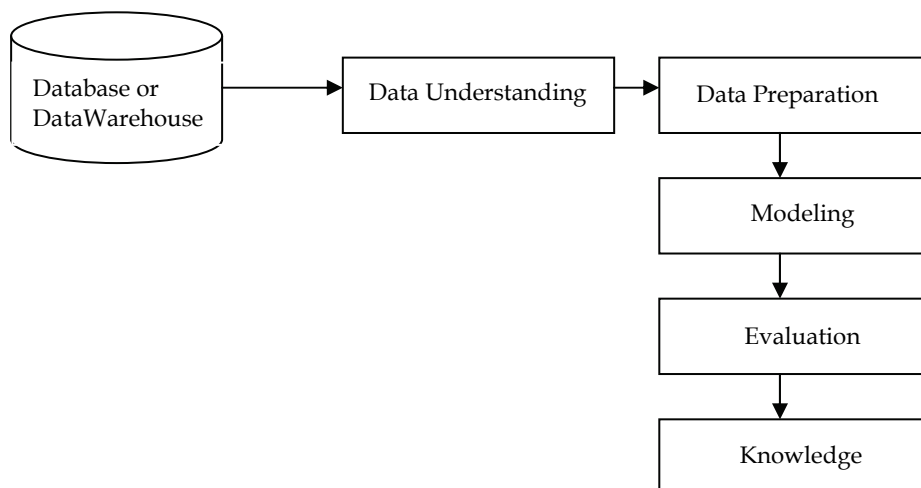 Database or
DataWarehouse
Data Understanding
Data Preparation
Modeling
Evaluation
Knowledge